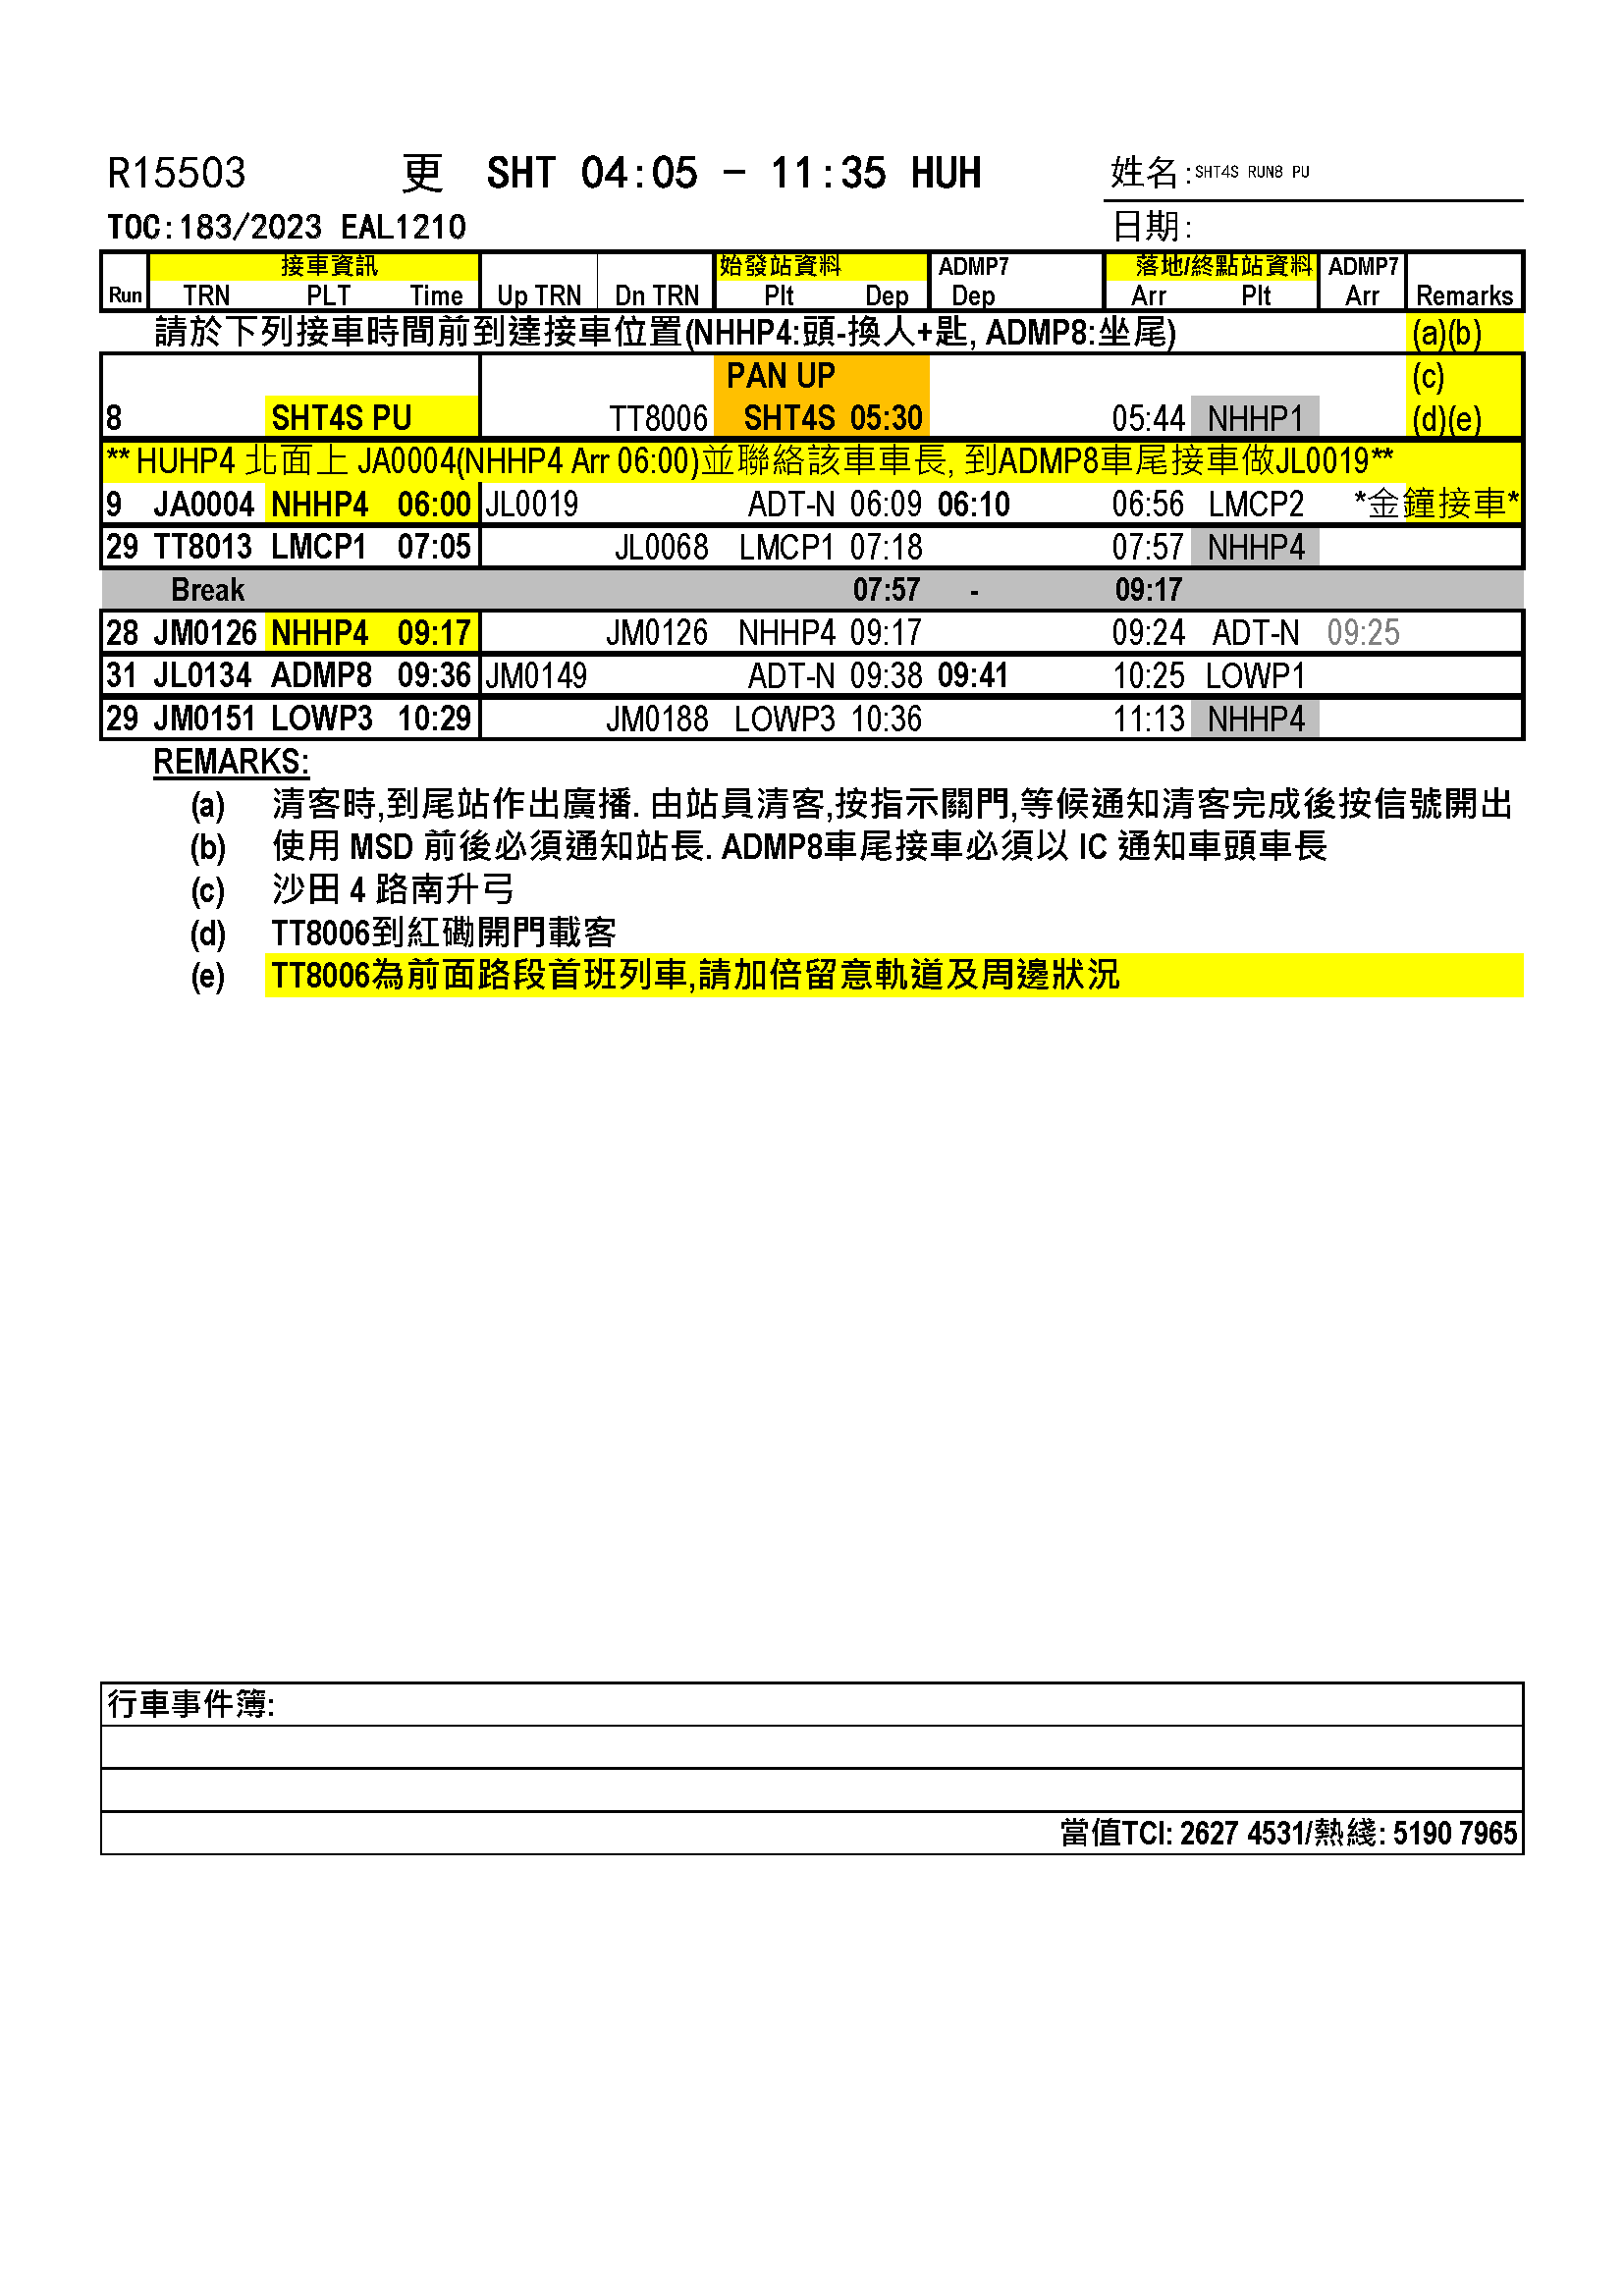 R15503 更 SHT 04:05 - 11:35 HUH 姓名:SHT4S RUN8 PU
TOC:183/2023 EAL1210 日期:
接車資訊 始發站資料 ADMP7 落地/終點站資料 ADMP7
Run TRN PLT Time Up TRN Dn TRN Plt Dep Dep Arr Plt Arr Remarks
請於下列接車時間前到達接車位置(NHHP4:頭-換人+匙, ADMP8:坐尾) (a)(b)
PAN UP (c)
8 SHT4S PU TT8006 SHT4S 05:30 05:44 NHHP1 (d)(e)
** HUHP4 北面上 JA0004(NHHP4 Arr 06:00)並聯絡該車車長, 到ADMP8車尾接車做JL0019**
9 JA0004 NHHP4 06:00 JL0019 ADT-N 06:09 06:10 06:56 LMCP2 *金鐘接車*
29 TT8013 LMCP1 07:05 JL0068 LMCP1 07:18 07:57 NHHP4
Break 07:57 - 09:17
28 JM0126 NHHP4 09:17 JM0126 NHHP4 09:17 09:24 ADT-N 09:25
31 JL0134 ADMP8 09:36 JM0149 ADT-N 09:38 09:41 10:25 LOWP1
29 JM0151 LOWP3 10:29 JM0188 LOWP3 10:36 11:13 NHHP4
REMARKS:
(a) 清客時,到尾站作出廣播. 由站員清客,按指示關門,等候通知清客完成後按信號開出
(b) 使用 MSD 前後必須通知站長. ADMP8車尾接車必須以 IC 通知車頭車長
(c) 沙田 4 路南升弓
(d) TT8006到紅磡開門載客
(e) TT8006為前面路段首班列車,請加倍留意軌道及周邊狀況
行車事件簿:
當值TCI: 2627 4531/熱綫: 5190 7965